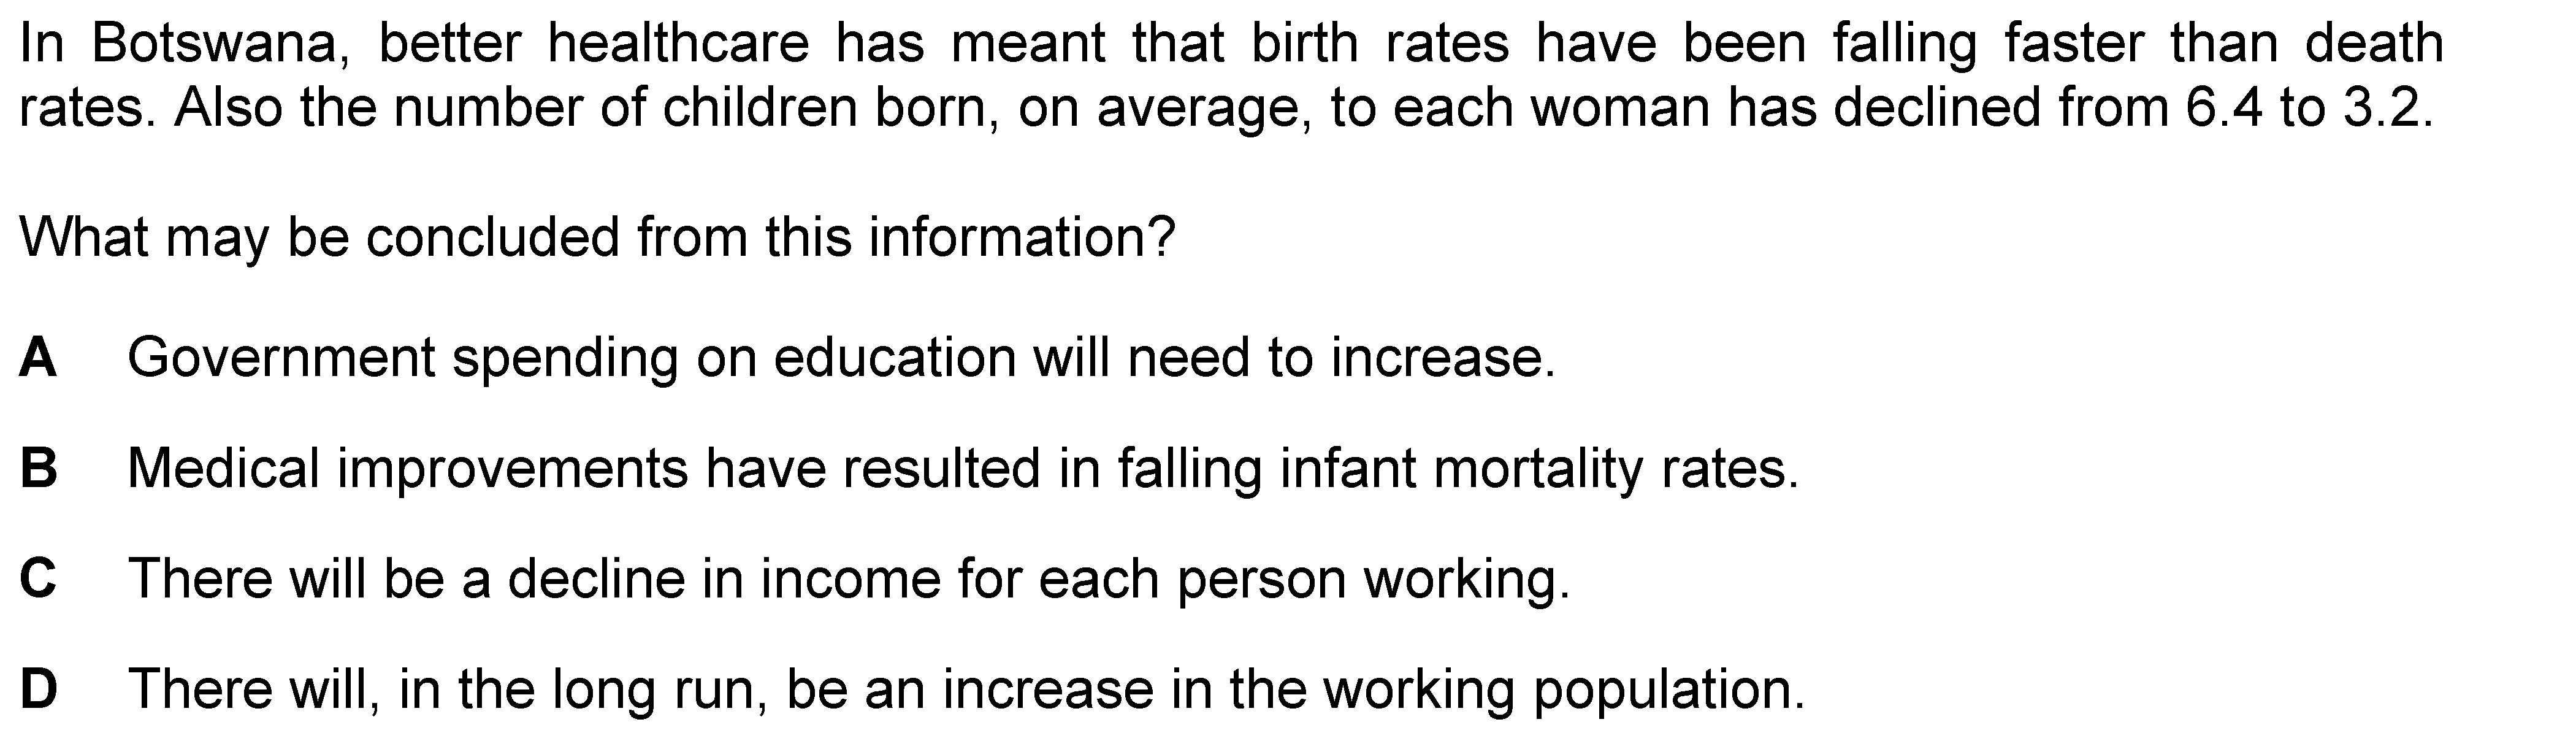 In Botswana, better healthcare has meant that birth rates have been falling faster than death
rates. Also the number of children born, on average, to each woman has declined from 6.4 to 3.2.
What may be concluded from this information?
A Government spending on education will need to increase.
B Medical improvements have resulted in falling infant mortality rates.
C There will be a decline in income for each person working.
D There will, in the long run, be an increase in the working population.